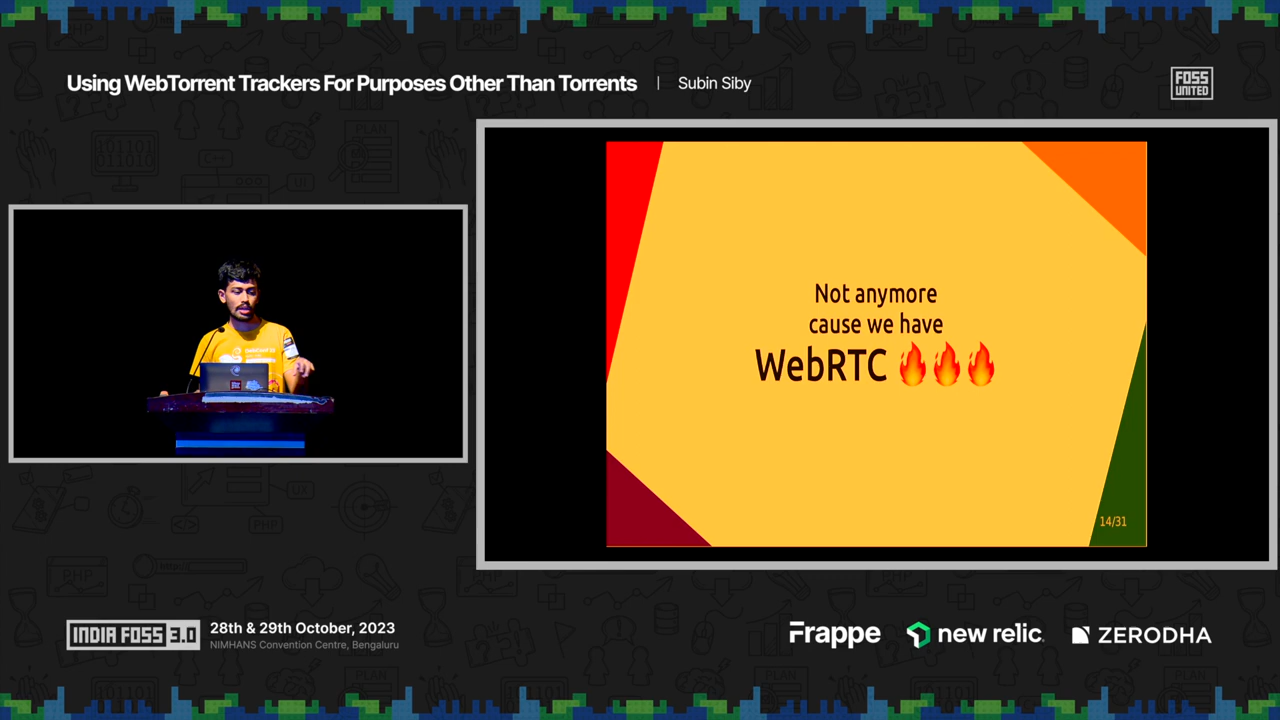 Using WebTorrent Trackers For Purposes Other Than Torrents | Subin Siby
FOSS
UNITED
Not anymore
cause we have
WebRTC 🔥🔥🔥
14/31
INDIA FOSS 3.0
28th & 29th October, 2023
NIMHANS Convention Centre, Bengaluru
Frappe
new relic
ZERODHA